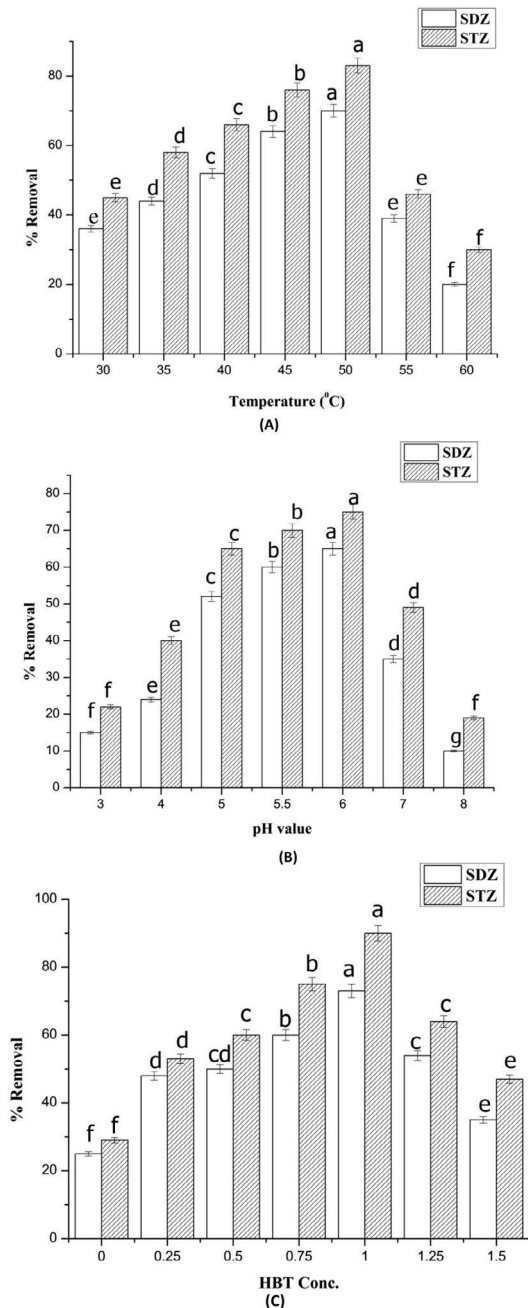 SDZ
STZ
a
b
a
c
b
d
c
e
d
e
e
e
f
f
80
60
40
20
0
% Removal
30 35 40 45 50 55 60
Temperature (⁰C)
(A)
SDZ
STZ
a
b
c
a
b
c
d
e
d
f f
e
f
g
80
70
60
50
40
30
20
10
% Removal
3 4 5 5.5 6 7 8
pH value
(B)
SDZ
STZ
a
b
a
c
c
b
d d
cd
c
e
e
f f
100
80
60
40
20
0
% Removal
0 0.25 0.5 0.75 1 1.25 1.5
HBT Conc.
(C)